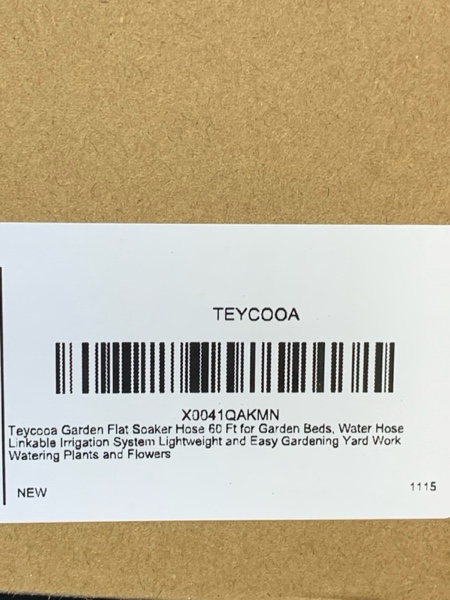 TEYCOOA
X0041QAKMN
Teycooa Garden Flat Soaker Hose 60 Ft for Garden Beds, Water Hose
Linkable Irrigation System Lightweight and Easy Gardening Yard Work
Watering Plants and Flowers
NEW
1115